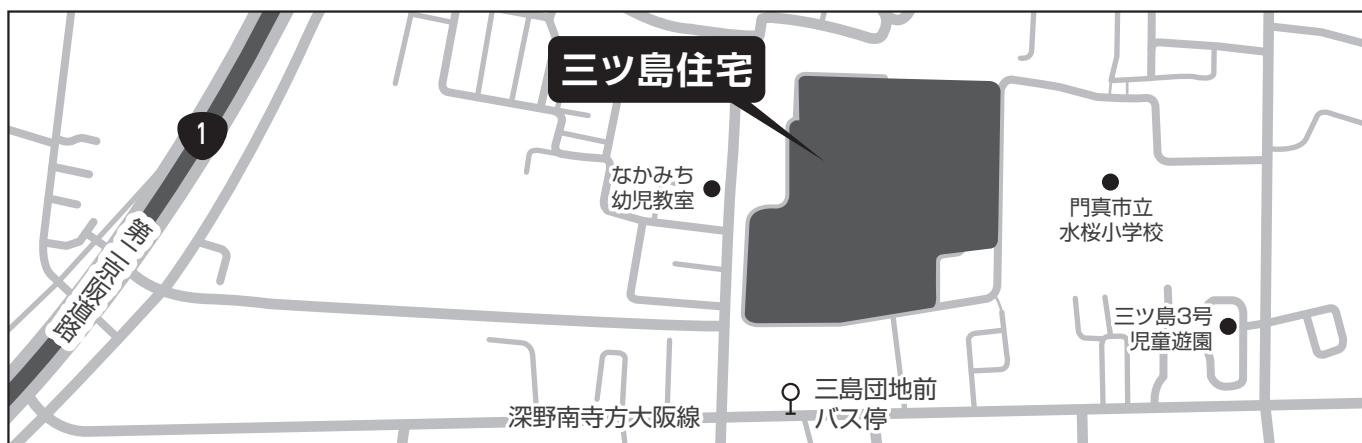 三ツ島住宅
1
なかみち
幼児教室
門真市立
水桜小学校
第二京阪道路
三ツ島3号
児童遊園
三島団地前
バス停
深野南寺方大阪線